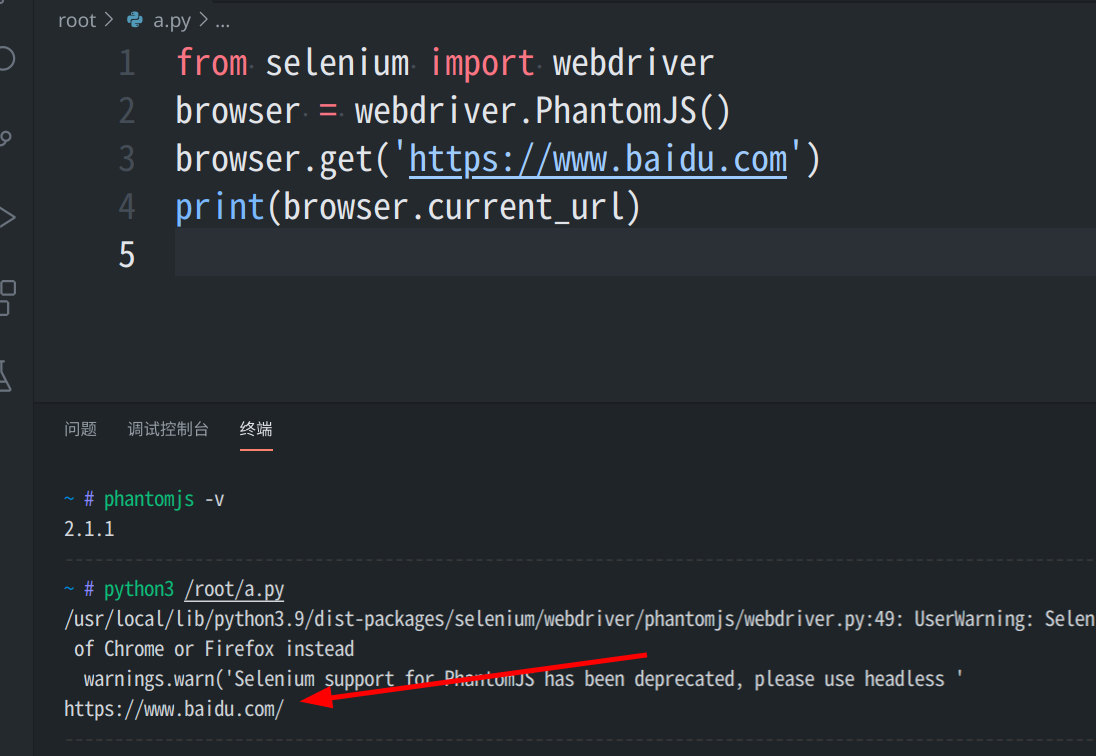 root > a.py > ...
1 from selenium import webdriver
2 browser = webdriver.PhantomJS()
3 browser.get('https://www.baidu.com')
4 print(browser.current_url)
5
问题 调试控制台 终端
~ # phantomjs -v
2.1.1
~ # python3 /root/a.py
/usr/local/lib/python3.9/dist-packages/selenium/webdriver/phantomjs/webdriver.py:49: UserWarning: Selen
of Chrome or Firefox instead
warnings.warn('Selenium support for PhantomJS has been deprecated, please use headless '
https://www.baidu.com/